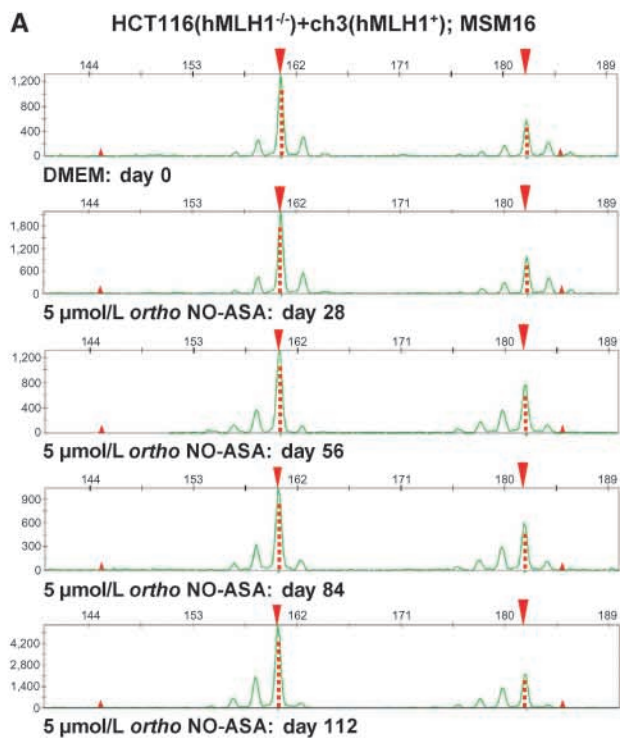 A HCT116(hMLH1-/-)+ch3(hMLH1+); MSM16
144 153 162 171 180 189
1,200
800
400
0
DMEM: day 0
144 153 162 171 180 189
1,800
1,200
600
0
5 µmol/L ortho NO-ASA: day 28
144 153 162 171 180 189
1,200
800
400
0
5 µmol/L ortho NO-ASA: day 56
144 153 162 171 180 189
900
600
300
0
5 µmol/L ortho NO-ASA: day 84
144 153 162 171 180 189
4,200
2,800
1,400
0
5 µmol/L ortho NO-ASA: day 112